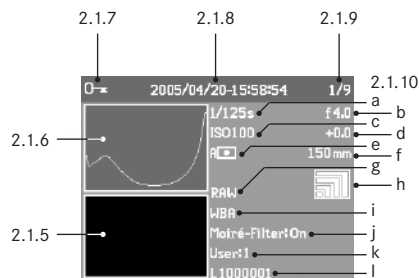 2.1.7 2.1.8 2.1.9
2005/04/20-15:58:54 1/9 2.1.10
1/125s f4.0 a b
ISO100 +0.0 c d
A e
150mm f
2.1.6
RAW g
h
WBA i
2.1.5
Moiré-Filter:On j
User:1 k
L1000001 l